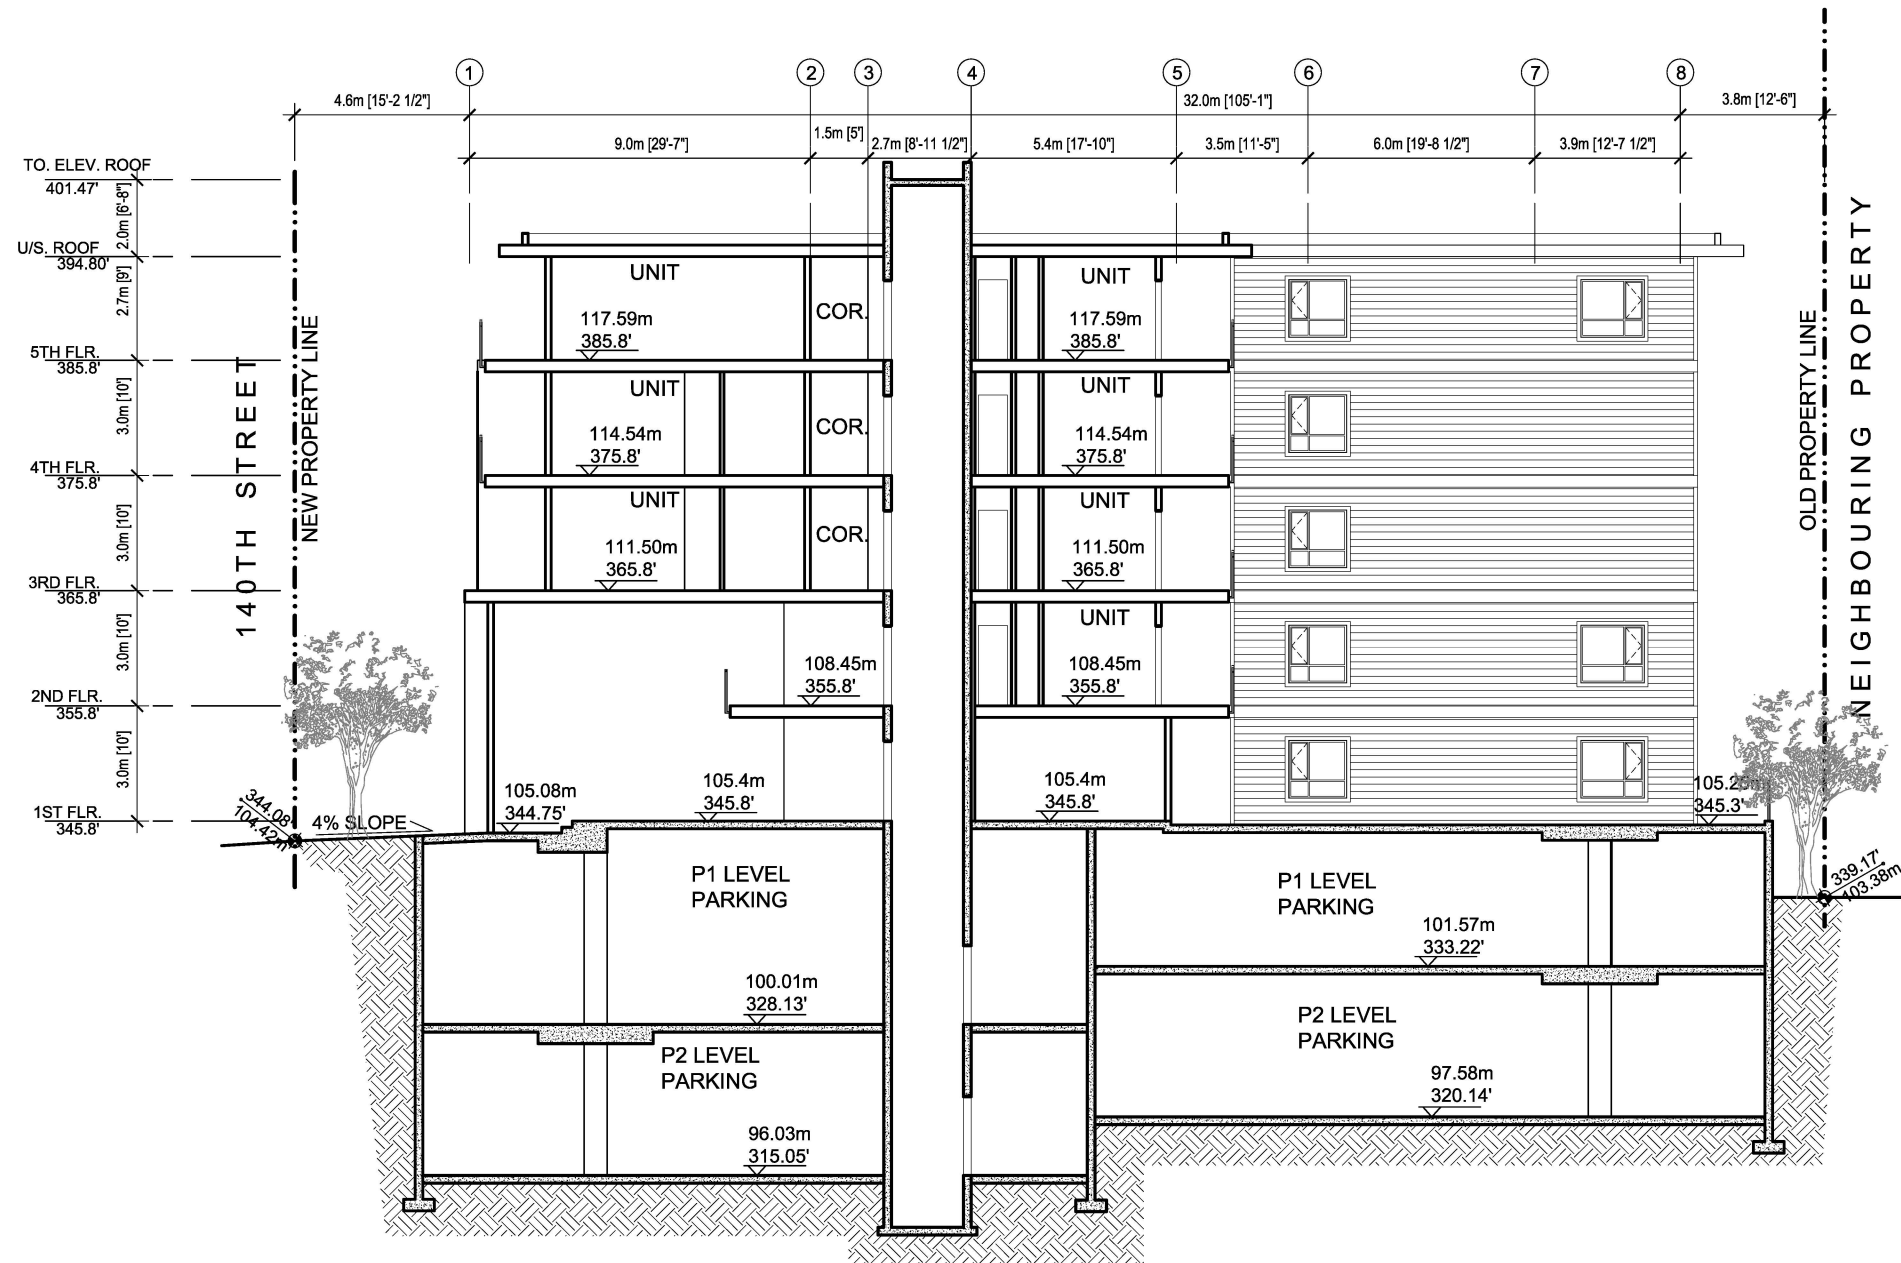 1 2 3 4 5 6 7 8
4.6m [15'-2 1/2"] 32.0m [105'-1"] 3.8m [12'-6"]
9.0m [29'-7"] 1.5m [5'] 2.7m [8'-11 1/2"] 5.4m [17'-10"] 3.5m [11'-5"] 6.0m [19'-8 1/2"] 3.9m [12'-7 1/2"]
TO. ELEV. ROOF
401.47'
2.0m [6'-8"]
U/S. ROOF
394.80'
2.7m [9']
5TH FLR.
385.8'
3.0m [10']
4TH FLR.
375.8'
3.0m [10']
3RD FLR.
365.8'
3.0m [10']
2ND FLR.
355.8'
3.0m [10']
1ST FLR.
345.8'
140TH STREET
NEW PROPERTY LINE
OLD PROPERTY LINE
NEIGHBOURING PROPERTY
UNIT UNIT
COR.
117.59m 117.59m
385.8' 385.8'
UNIT UNIT
COR.
114.54m 114.54m
375.8' 375.8'
UNIT UNIT
COR.
111.50m 111.50m
365.8' 365.8'
UNIT
108.45m 108.45m
355.8' 355.8'
105.08m 105.4m 105.4m
344.75' 345.8' 345.8' 345.3'
344.08'
104.42m
4% SLOPE
339.17'
103.38m
P1 LEVEL P1 LEVEL
PARKING PARKING
101.57m
333.22'
100.01m
328.13'
P2 LEVEL P2 LEVEL
PARKING PARKING
97.58m
320.14'
96.03m
315.05'